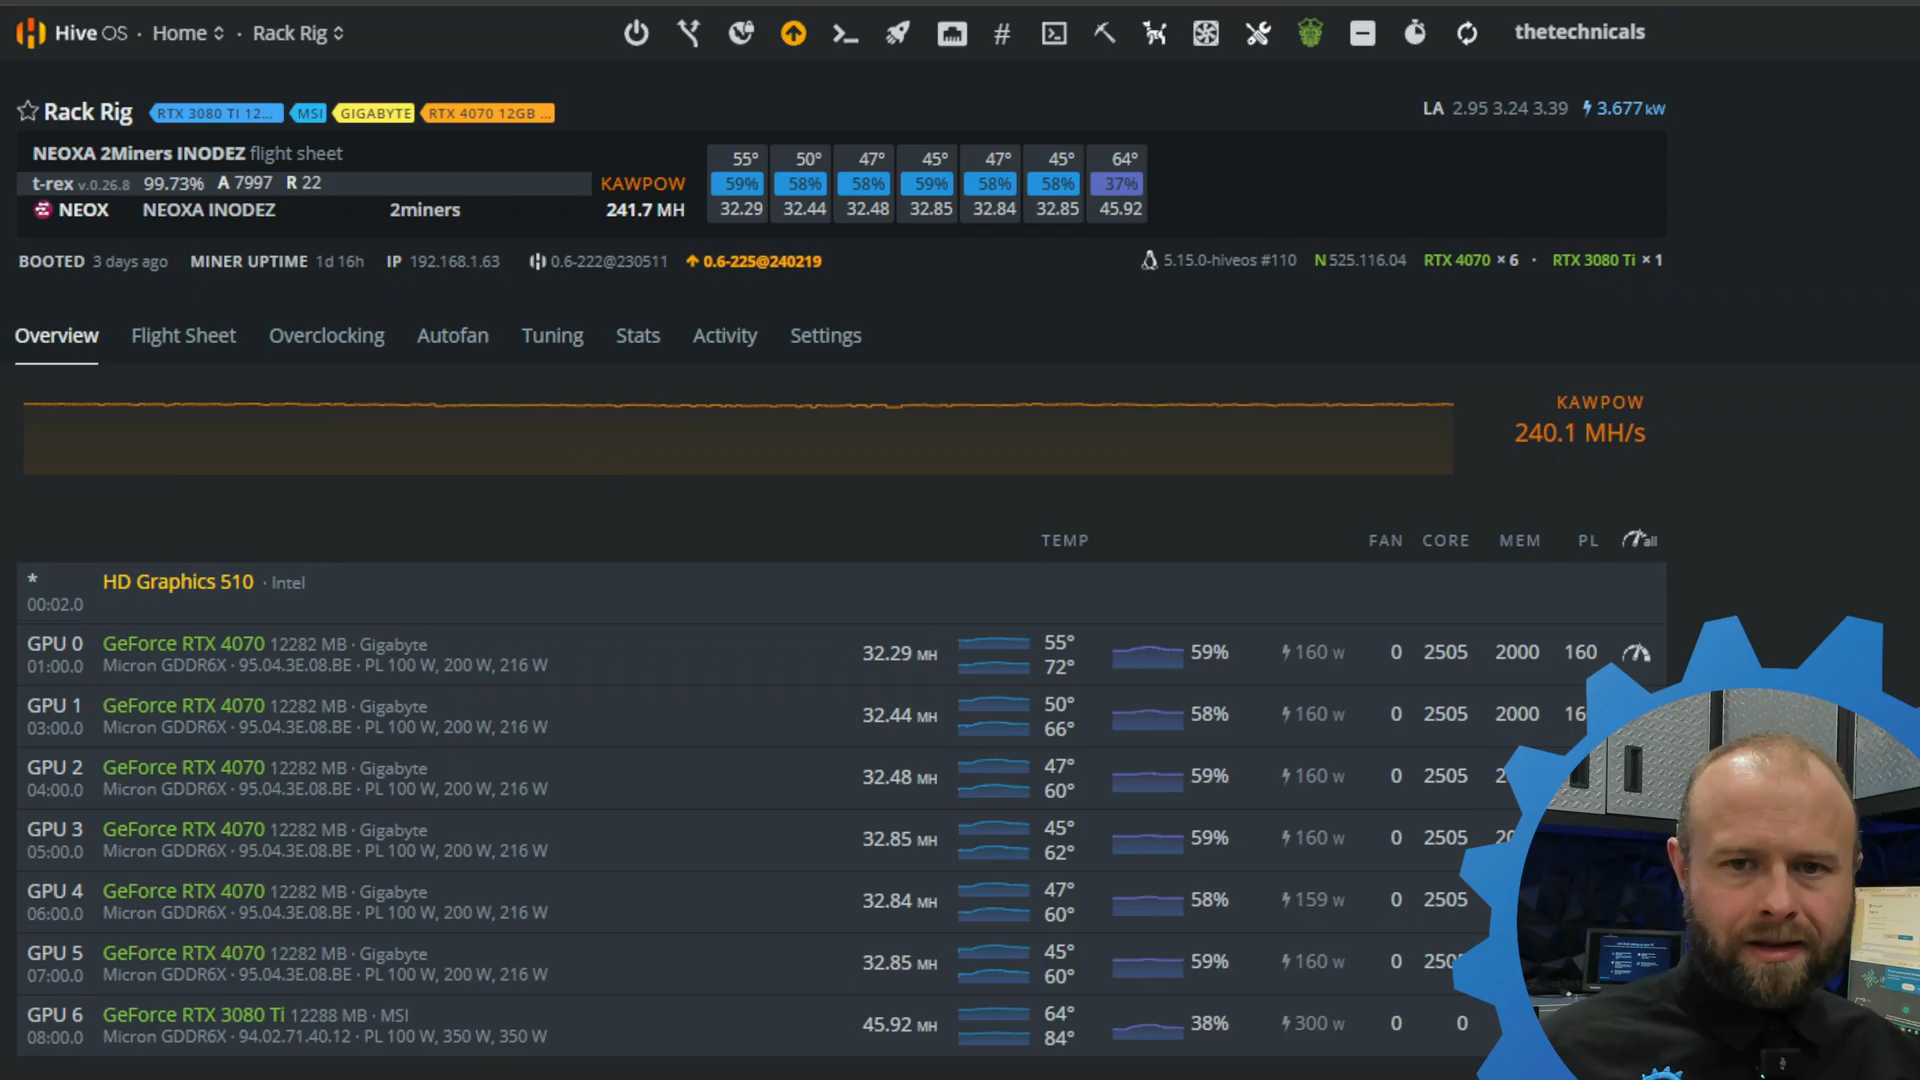 Hive OS · Home · Rack Rig
# thetechnicals
Rack Rig RTX 3080 TI 12... MSI GIGABYTE RTX 4070 12GB ...
LA 2.95 3.24 3.39 3.677 kW
NEOXA 2Miners INODEZ flight sheet
t-rex v.0.26.8 99.73% A 7997 R 22 KAWPOW
NEOX NEOXA INODEZ 2miners 241.7 MH
55° 50° 47° 45° 47° 45° 64°
59% 58% 58% 59% 58% 58% 37%
32.29 32.44 32.48 32.85 32.84 32.85 45.92
BOOTED 3 days ago MINER UPTIME 1d 16h IP 192.168.1.63 0.6-222@230511 0.6-225@240219
5.15.0-hiveos #110 N 525.116.04 RTX 4070 × 6 · RTX 3080 Ti × 1
Overview Flight Sheet Overclocking Autofan Tuning Stats Activity Settings
KAWPOW
240.1 MH/s
TEMP FAN CORE MEM PL all
* HD Graphics 510 · Intel
00:02.0
GPU 0 GeForce RTX 4070 12282 MB · Gigabyte 32.29 MH 55° 59% 160 W 0 2505 2000 160
01:00.0 Micron GDDR6X · 95.04.3E.08.BE · PL 100 W, 200 W, 216 W 72°
GPU 1 GeForce RTX 4070 12282 MB · Gigabyte 32.44 MH 50° 58% 160 W 0 2505 2000 16
03:00.0 Micron GDDR6X · 95.04.3E.08.BE · PL 100 W, 200 W, 216 W 66°
GPU 2 GeForce RTX 4070 12282 MB · Gigabyte 32.48 MH 47° 59% 160 W 0 2505 2
04:00.0 Micron GDDR6X · 95.04.3E.08.BE · PL 100 W, 200 W, 216 W 60°
GPU 3 GeForce RTX 4070 12282 MB · Gigabyte 32.85 MH 45° 59% 160 W 0 2505 20
05:00.0 Micron GDDR6X · 95.04.3E.08.BE · PL 100 W, 200 W, 216 W 62°
GPU 4 GeForce RTX 4070 12282 MB · Gigabyte 32.84 MH 47° 58% 159 W 0 2505
06:00.0 Micron GDDR6X · 95.04.3E.08.BE · PL 100 W, 200 W, 216 W 60°
GPU 5 GeForce RTX 4070 12282 MB · Gigabyte 32.85 MH 45° 59% 160 W 0 250
07:00.0 Micron GDDR6X · 95.04.3E.08.BE · PL 100 W, 200 W, 216 W 60°
GPU 6 GeForce RTX 3080 Ti 12288 MB · MSI 45.92 MH 64° 38% 300 W 0 0
08:00.0 Micron GDDR6X · 94.02.71.40.12 · PL 100 W, 350 W, 350 W 84°